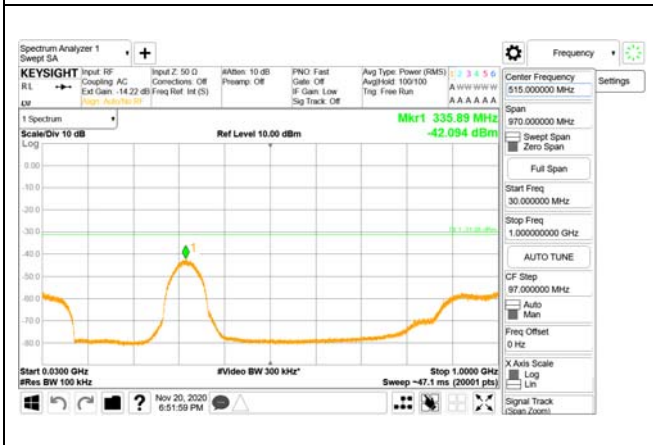 Spectrum Analyzer 1
Swept SA
+
Frequency
KEYSIGHT Input: RF Input Z: 50 Ω #Atten: 10 dB PNO: Fast Avg Type: Power (RMS) 1 2 3 4 5 6
RL Coupling: AC Corrections: Off Preamp: Off Gate: Off Avg|Hold: 100/100 A W W W W W
Ext Gain: -14.22 dB Freq Ref: Int (S) IF Gain: Low Trig: Free Run
Align: Auto/No RF Sig Track: Off A A A A A A
Center Frequency
515.000000 MHz
Settings
1 Spectrum
Mkr1 335.89 MHz
Scale/Div 10 dB Ref Level 10.00 dBm -42.094 dBm
Log
0.00
-10.0
-20.0
-30.0
-40.0
-50.0
-60.0
-70.0
-80.0
1
Start 0.0300 GHz #Video BW 300 kHz* Stop 1.0000 GHz
#Res BW 100 kHz Sweep ~47.1 ms (20001 pts)
Span
970.000000 MHz
Swept Span
Zero Span
Full Span
Start Freq
30.000000 MHz
Stop Freq
1.000000000 GHz
AUTO TUNE
CF Step
97.000000 MHz
Auto
Man
Freq Offset
0 Hz
X Axis Scale
Log
Lin
Signal Track
(Span Zoom)
?
Nov 20, 2020
6:51:59 PM